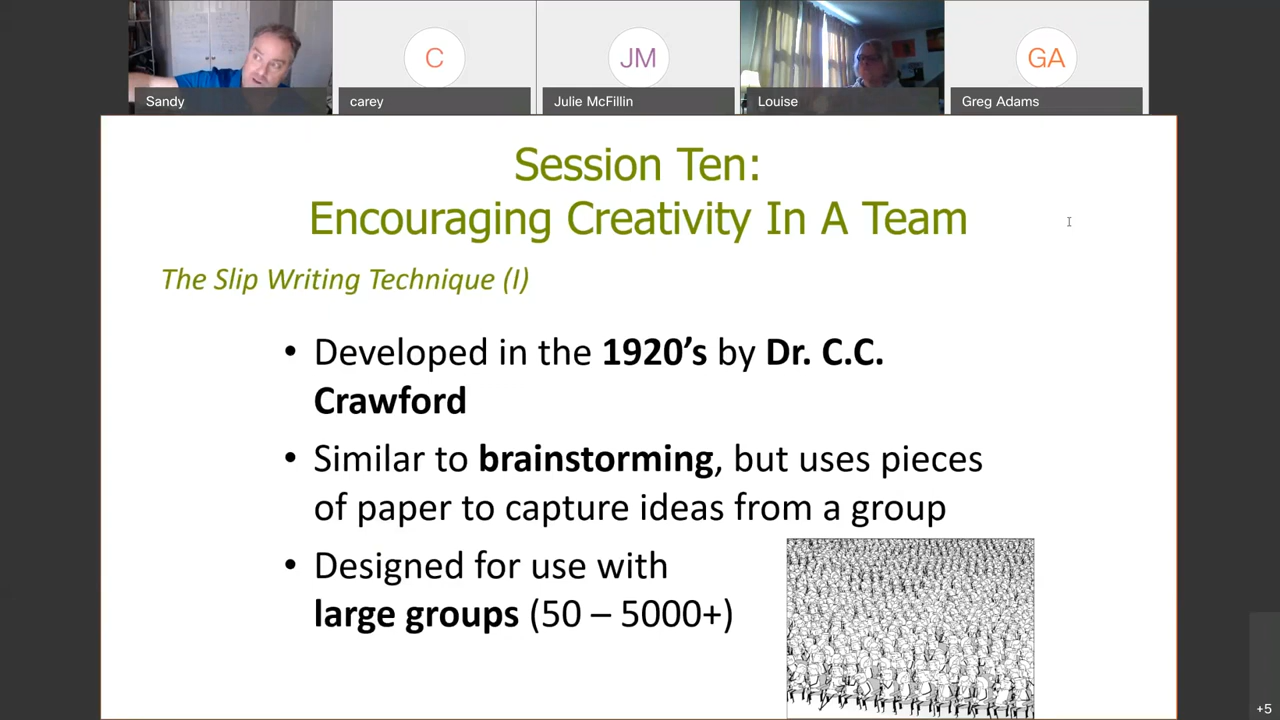 C
JM
GA
Sandy
carey
Julie McFillin
Louise
Greg Adams
Session Ten:
Encouraging Creativity In A Team
The Slip Writing Technique (I)
• Developed in the 1920's by Dr. C.C.
Crawford
• Similar to brainstorming, but uses pieces
of paper to capture ideas from a group
• Designed for use with
large groups (50 – 5000+)
+5